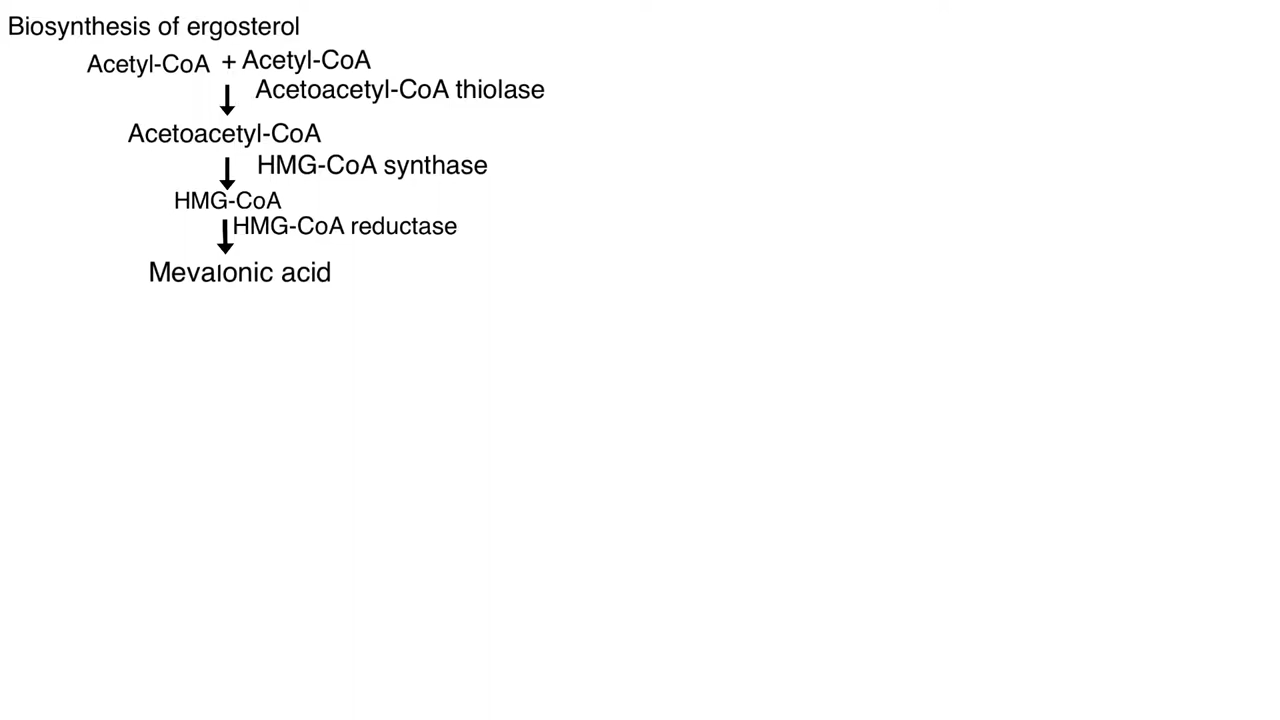 Biosynthesis of ergosterol
Acetyl-CoA + Acetyl-CoA
Acetoacetyl-CoA thiolase
Acetoacetyl-CoA
HMG-CoA synthase
HMG-CoA
HMG-CoA reductase
Mevalonic acid